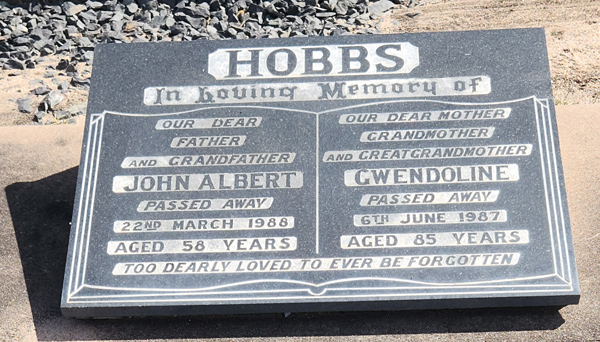 HOBBS
In Loving Memory of
OUR DEAR
FATHER
AND GRANDFATHER
JOHN ALBERT
PASSED AWAY
22ND MARCH 1988
AGED 58 YEARS
OUR DEAR MOTHER
GRANDMOTHER
AND GREATGRANDMOTHER
GWENDOLINE
PASSED AWAY
6TH JUNE 1987
AGED 85 YEARS
TOO DEARLY LOVED TO EVER BE FORGOTTEN